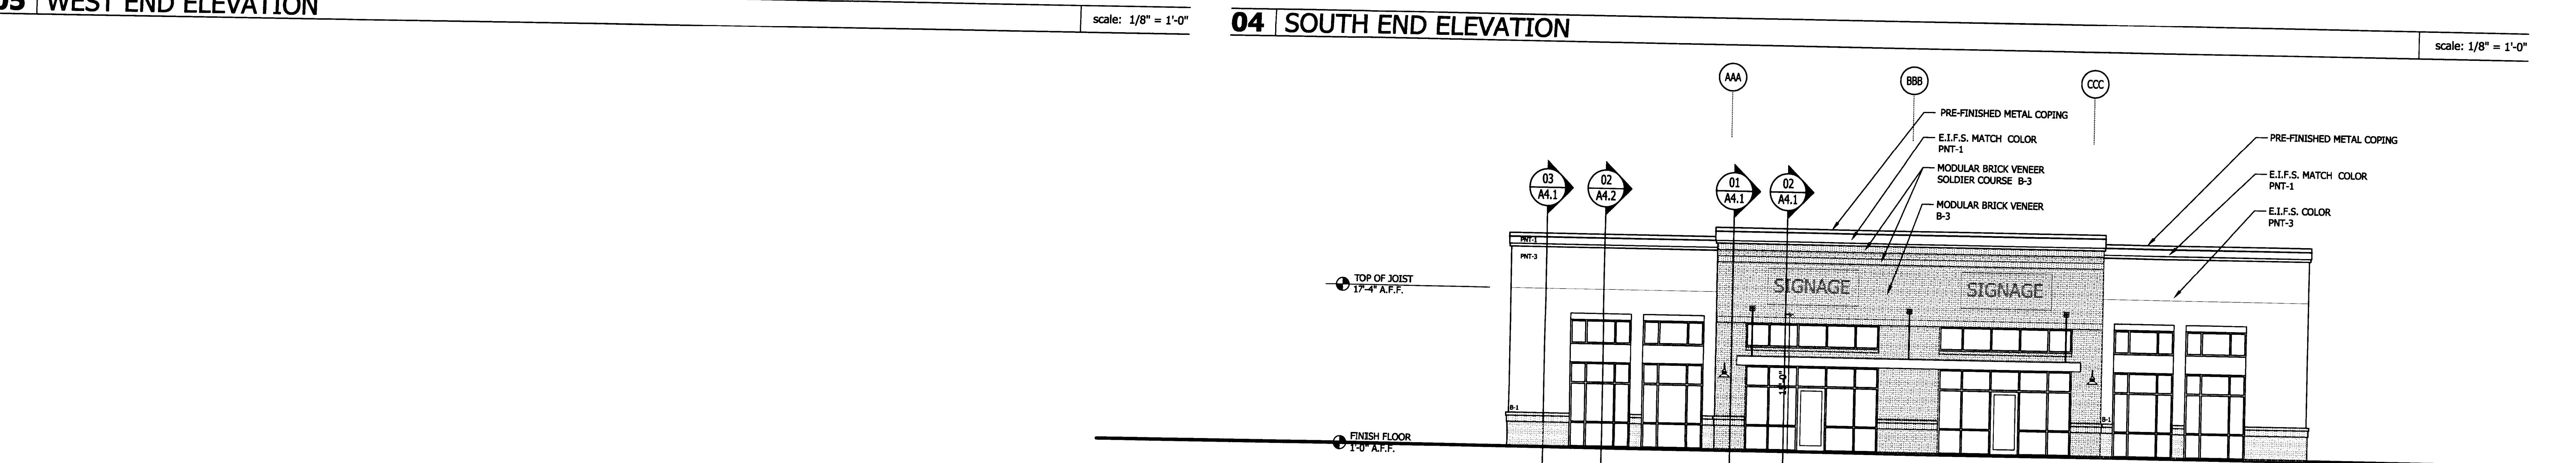 05 WEST END ELEVATION
scale: 1/8" = 1'-0"
04 SOUTH END ELEVATION
scale: 1/8" = 1'-0"
AAA
BBB
CCC
PRE-FINISHED METAL COPING
E.I.F.S. MATCH COLOR
PNT-1
MODULAR BRICK VENEER
SOLDIER COURSE B-3
MODULAR BRICK VENEER
B-3
PRE-FINISHED METAL COPING
E.I.F.S. MATCH COLOR
PNT-1
E.I.F.S. COLOR
PNT-3
03
A4.1
02
A4.2
01
A4.1
02
A4.1
PNT-1
PNT-3
TOP OF JOIST
17'-4" A.F.F.
SIGNAGE
SIGNAGE
B-1
B-1
FINISH FLOOR
1'-0" A.F.F.